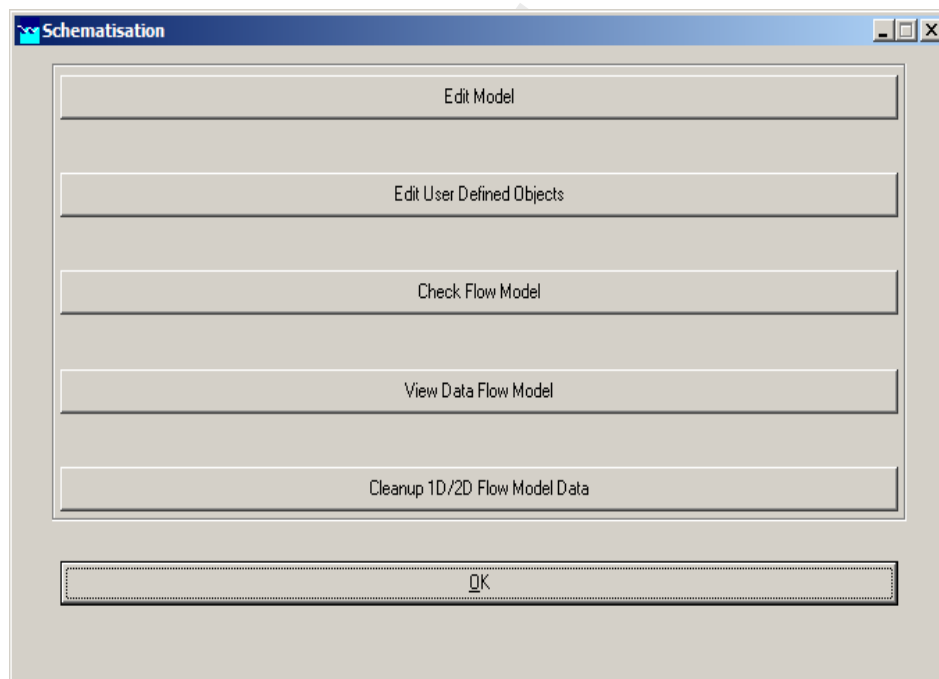 Schematisation
Edit Model
Edit User Defined Objects
Check Flow Model
View Data Flow Model
Cleanup 1D/2D Flow Model Data
OK